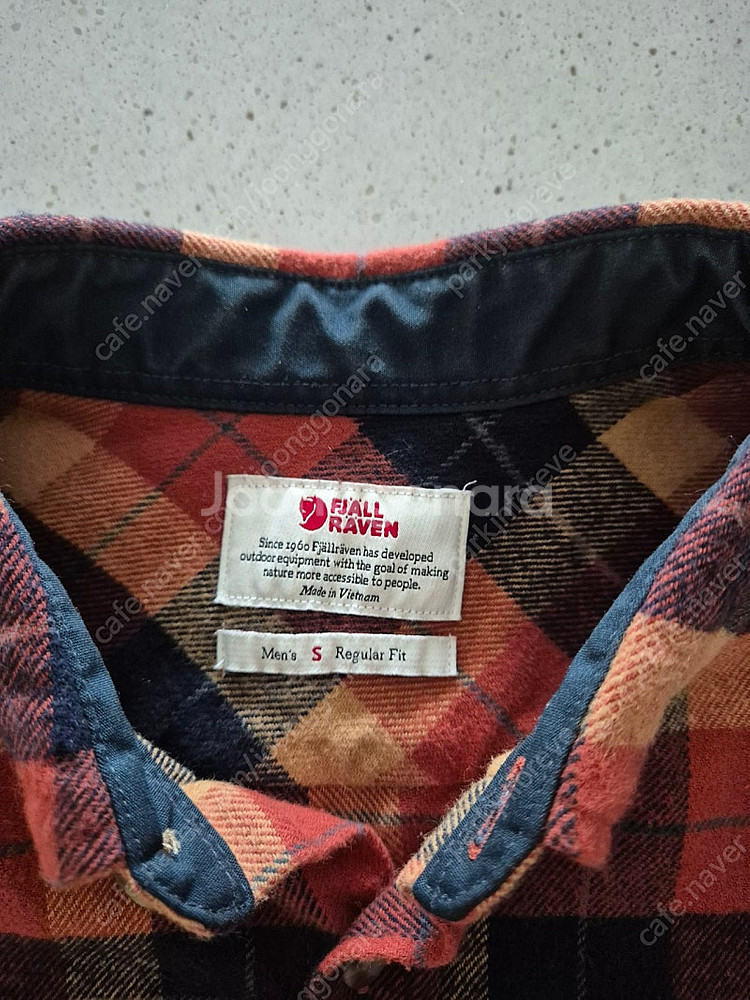 FJÄLL
RÄVEN
Since 1960 Fjällräven has developed
outdoor equipment with the goal of making
nature more accessible to people.
Made in Vietnam
Men's S Regular Fit
Joonggonara
cafe.naver
cafe.naver
cafe.naver
cafe.naver